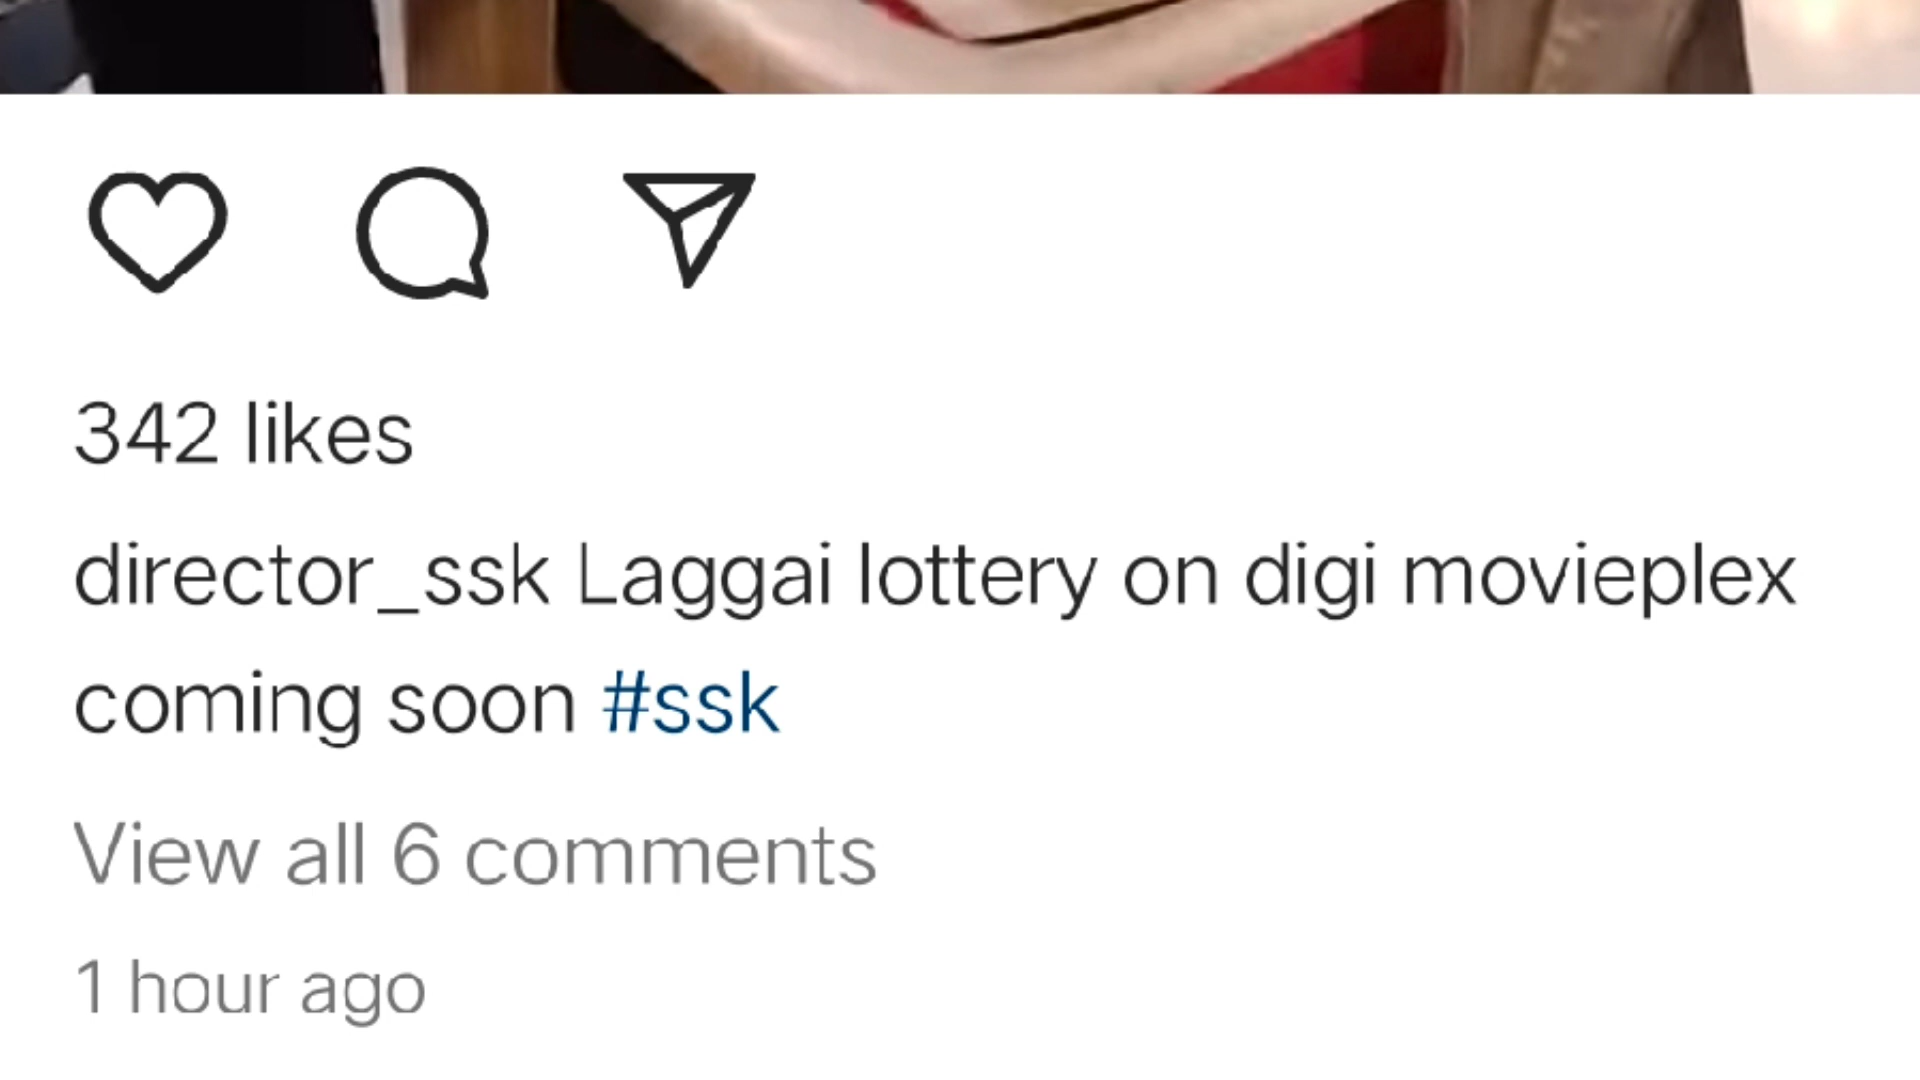 342 likes
director_ssk Laggai lottery on digi movieplex
coming soon #ssk
View all 6 comments
1 hour ago